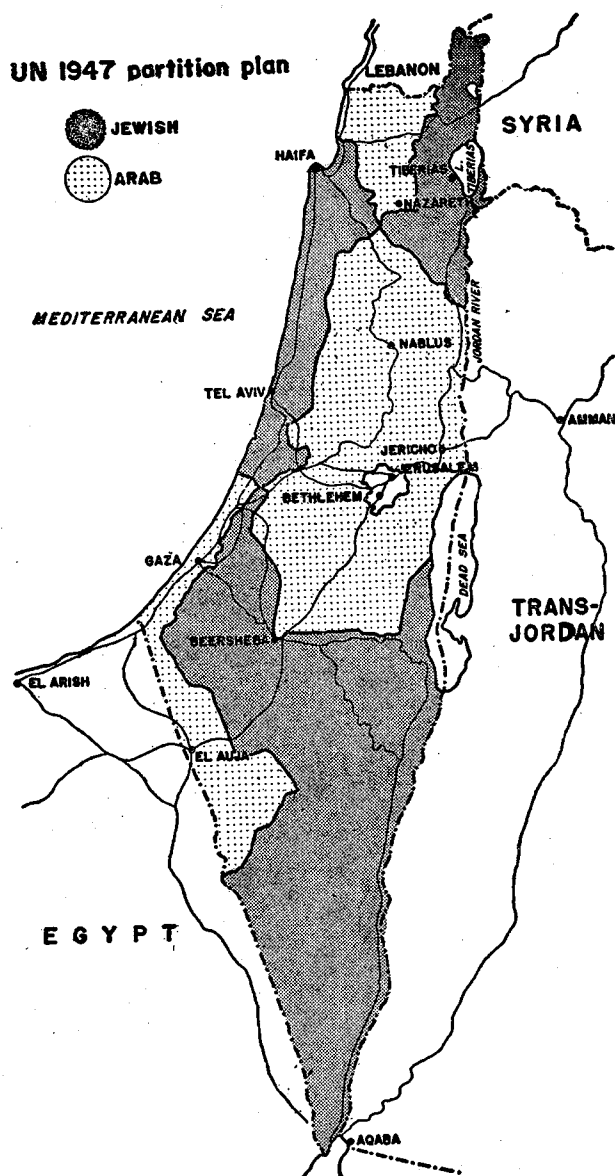 UN 1947 partition plan
JEWISH
ARAB
LEBANON
SYRIA
HAIFA
TIBERIAS
L. TIBERIAS
NAZARETH
MEDITERRANEAN SEA
JORDAN RIVER
NABLUS
TEL AVIV
AMMAN
JERICHO
JERUSALEM
BETHLEHEM
GAZA
DEAD SEA
TRANS-
JORDAN
BEERSHEBA
EL ARISH
EL AUJA
EGYPT
AQABA